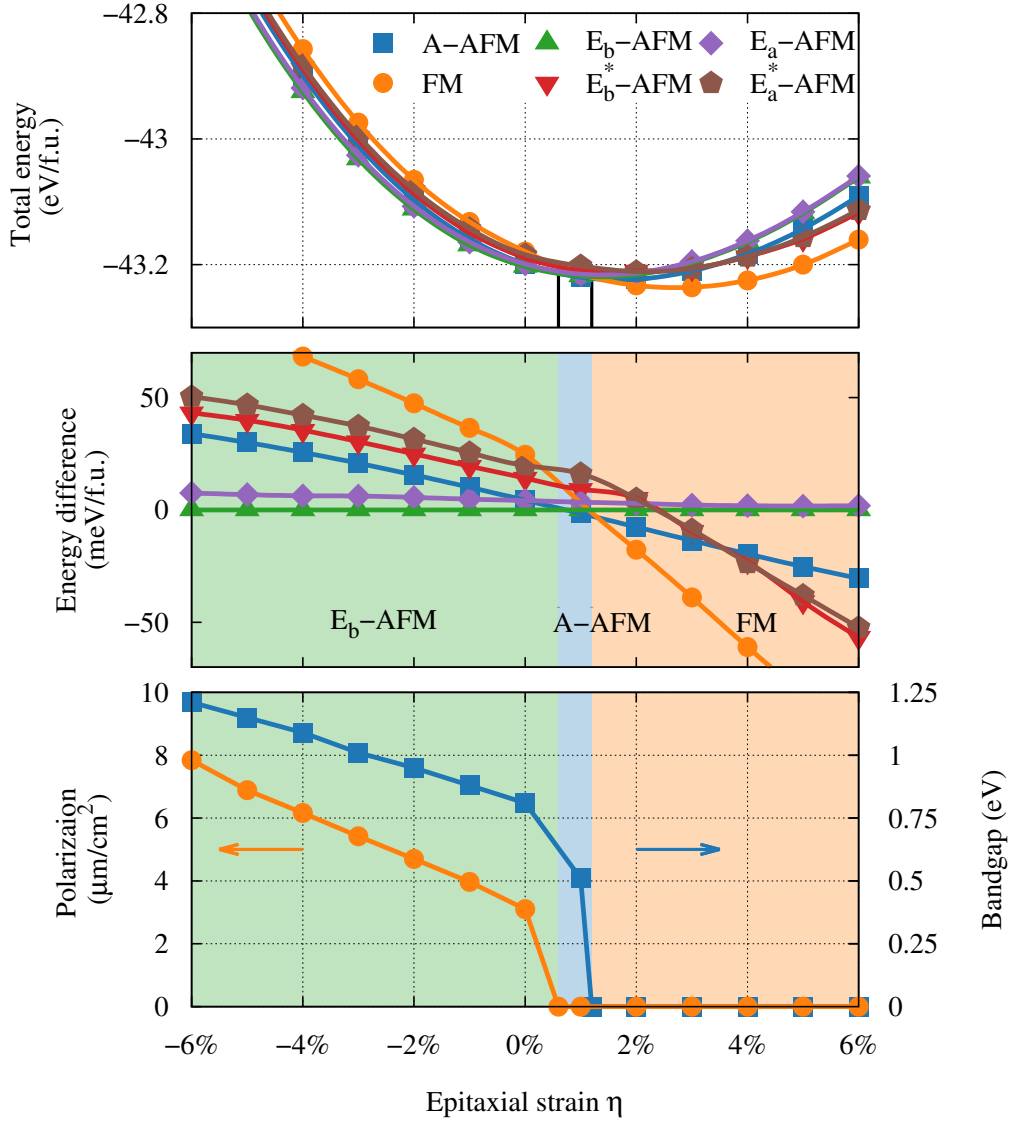 −42.8
−43
−43.2
Total energy
(eV/f.u.)
A−AFM
FM
E_b−AFM
E_b^*−AFM
E_a−AFM
E_a^*−AFM
50
0
−50
Energy difference
(meV/f.u.)
E_b−AFM
A−AFM
FM
10
8
6
4
2
0
Polarizaion
(μm/cm²)
1.25
1
0.75
0.5
0.25
0
Bandgap (eV)
−6%
−4%
−2%
0%
2%
4%
6%
Epitaxial strain η